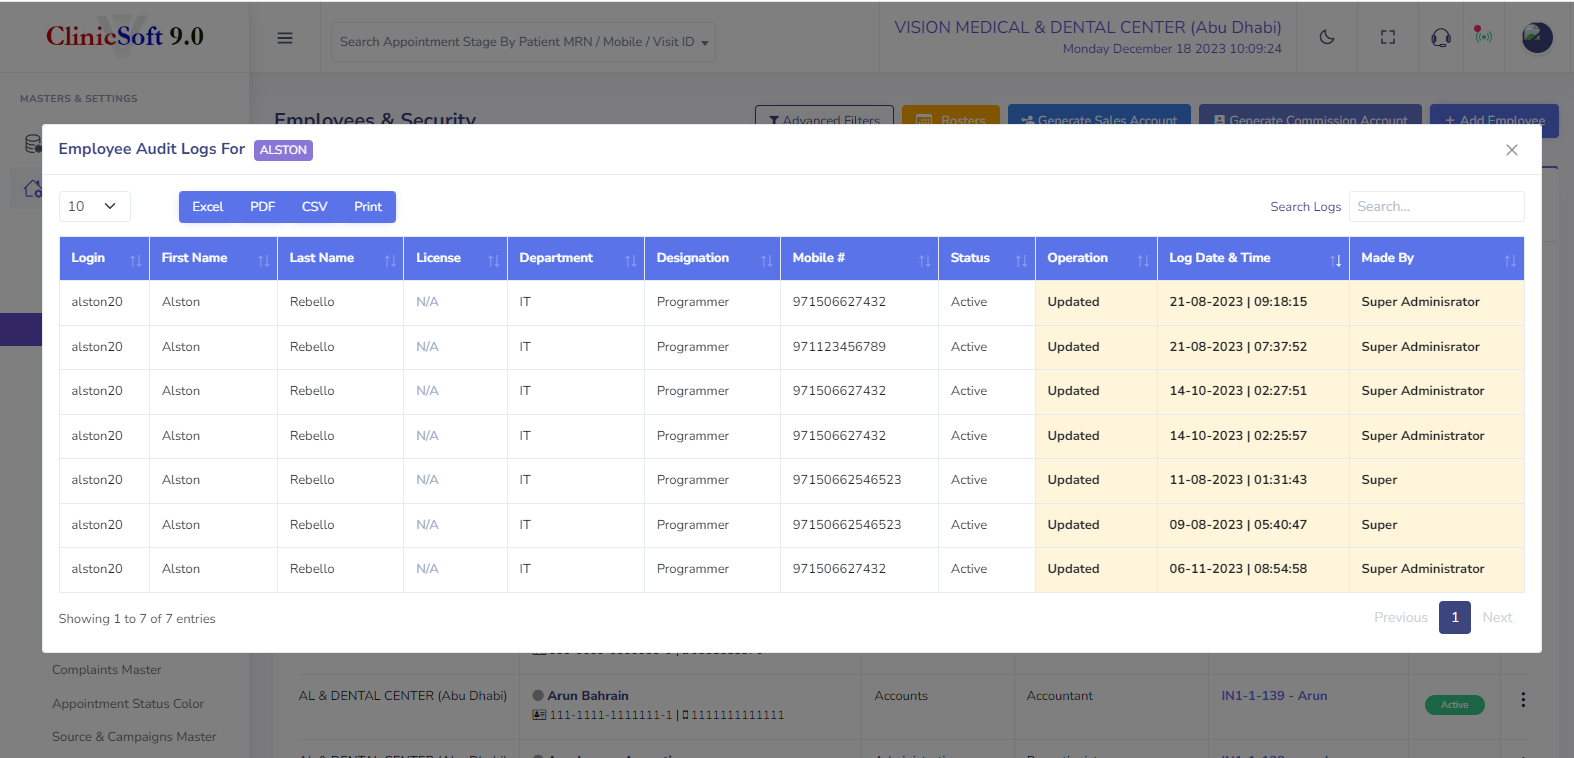 ClinicSoft 9.0
Search Appointment Stage By Patient MRN / Mobile / Visit ID
VISION MEDICAL & DENTAL CENTER (Abu Dhabi)
Monday December 18 2023 10:09:24
MASTERS & SETTINGS
Employees & Security
Advanced Filters
Rosters
Generate Sales Account
Generate Commission Account
+ Add Employee
Employee Audit Logs For ALSTON
10
Excel PDF CSV Print
Search Logs Search...
Login First Name Last Name License Department Designation Mobile # Status Operation Log Date & Time Made By
alston20 Alston Rebello N/A IT Programmer 971506627432 Active Updated 21-08-2023 | 09:18:15 Super Adminisrator
alston20 Alston Rebello N/A IT Programmer 971123456789 Active Updated 21-08-2023 | 07:37:52 Super Adminisrator
alston20 Alston Rebello N/A IT Programmer 971506627432 Active Updated 14-10-2023 | 02:27:51 Super Administrator
alston20 Alston Rebello N/A IT Programmer 971506627432 Active Updated 14-10-2023 | 02:25:57 Super Administrator
alston20 Alston Rebello N/A IT Programmer 97150662546523 Active Updated 11-08-2023 | 01:31:43 Super
alston20 Alston Rebello N/A IT Programmer 97150662546523 Active Updated 09-08-2023 | 05:40:47 Super
alston20 Alston Rebello N/A IT Programmer 971506627432 Active Updated 06-11-2023 | 08:54:58 Super Administrator
Showing 1 to 7 of 7 entries
Previous 1 Next
Complaints Master
Appointment Status Color
Source & Campaigns Master
AL & DENTAL CENTER (Abu Dhabi)
Arun Bahrain
111-1111-1111111-1 | 1111111111111
Accounts
Accountant
IN1-1-139 - Arun
Active